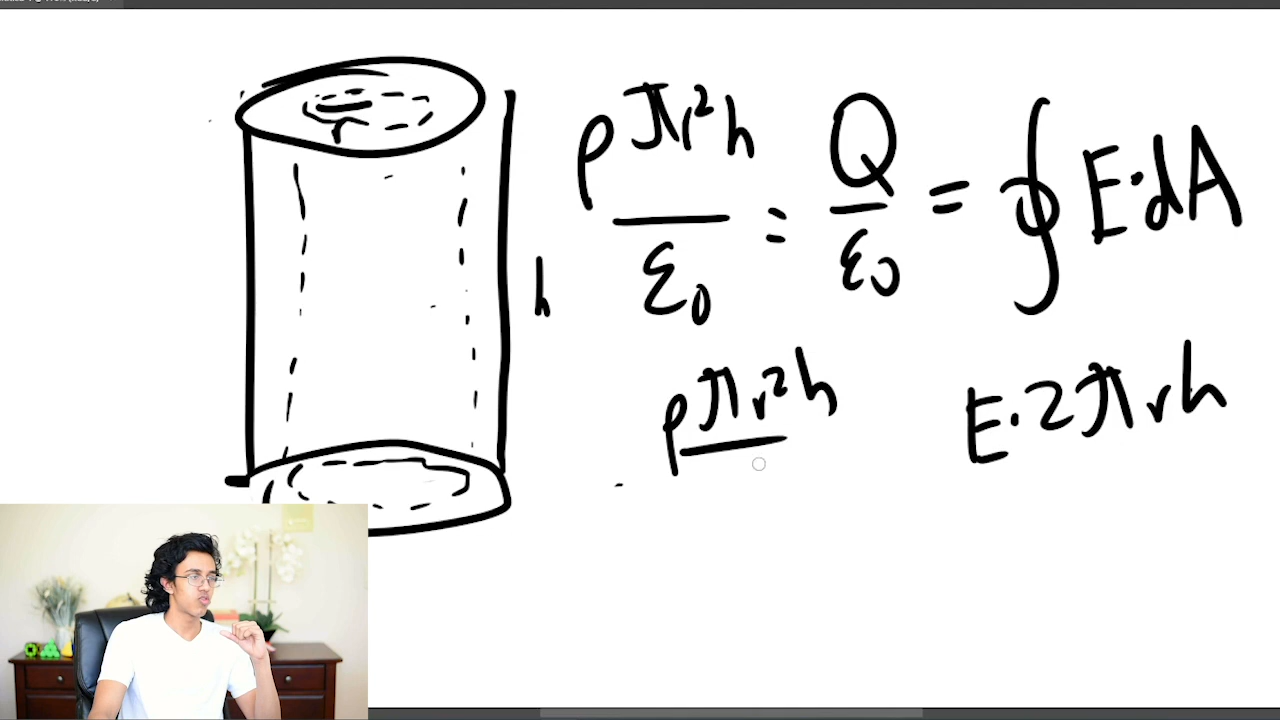 r
h
ρπr²h / ε₀ = Q / ε₀ = ∮ E·dA
ρπr²h
E·2πrh